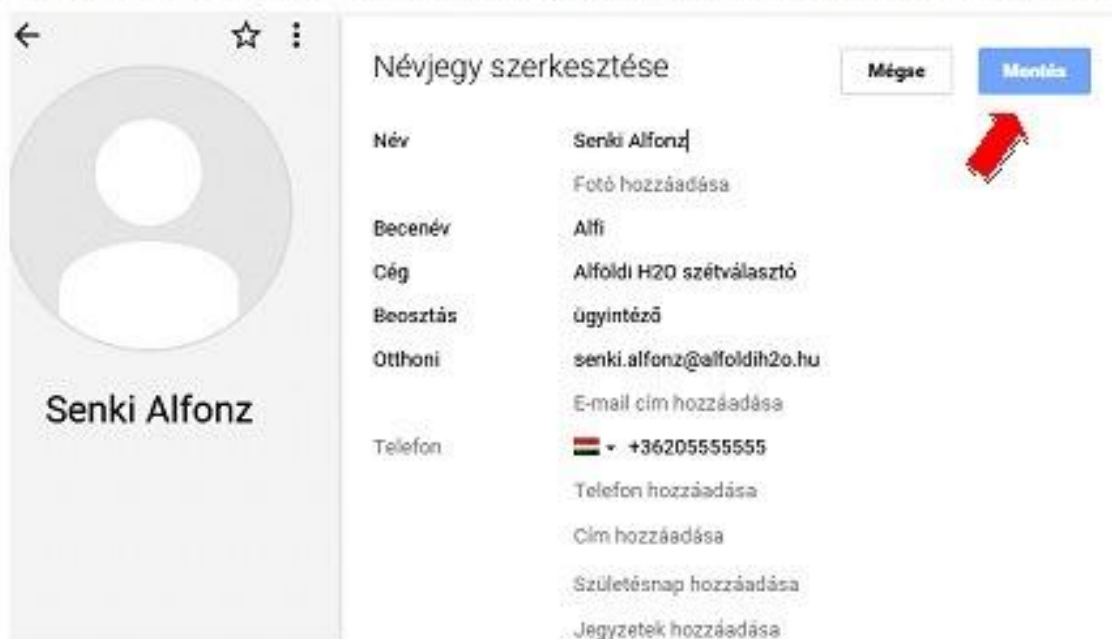 Névjegy szerkesztése
Mégse
Mentés
Név Senki Alfonz
Fotó hozzáadása
Becenév Alfi
Cég Alföldi H2O szétválasztó
Beosztás ügyintéző
Otthoni senki.alfonz@alfoldih2o.hu
E-mail cím hozzáadása
Telefon +36205555555
Telefon hozzáadása
Cím hozzáadása
Születésnap hozzáadása
Jegyzetek hozzáadása
Senki Alfonz